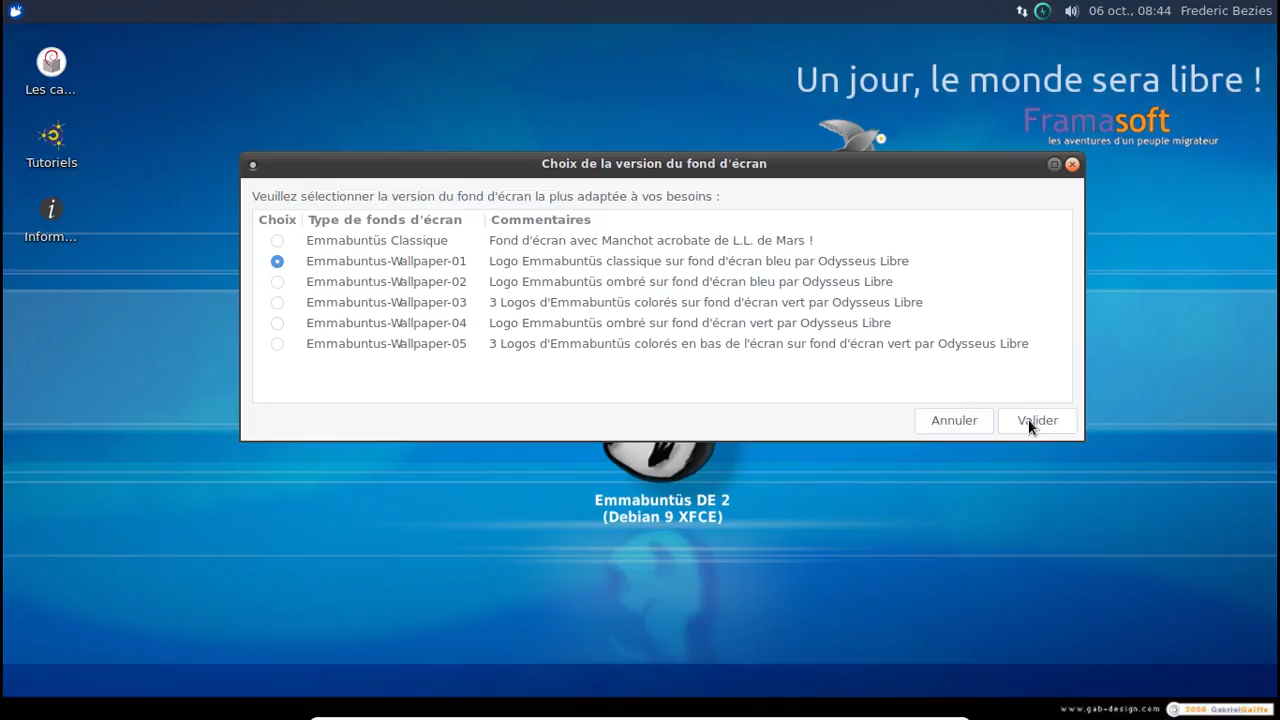 06 oct., 08:44 Frederic Bezies
Les ca...
Tutoriels
Inform...
Un jour, le monde sera libre !
Framasoft
les aventures d'un peuple migrateur
Choix de la version du fond d'écran
Veuillez sélectionner la version du fond d'écran la plus adaptée à vos besoins :
Choix Type de fonds d'écran Commentaires
Emmabuntüs Classique Fond d'écran avec Manchot acrobate de L.L. de Mars !
Emmabuntus-Wallpaper-01 Logo Emmabuntüs classique sur fond d'écran bleu par Odysseus Libre
Emmabuntus-Wallpaper-02 Logo Emmabuntüs ombré sur fond d'écran bleu par Odysseus Libre
Emmabuntus-Wallpaper-03 3 Logos d'Emmabuntüs colorés sur fond d'écran vert par Odysseus Libre
Emmabuntus-Wallpaper-04 Logo Emmabuntüs ombré sur fond d'écran vert par Odysseus Libre
Emmabuntus-Wallpaper-05 3 Logos d'Emmabuntüs colorés en bas de l'écran sur fond d'écran vert par Odysseus Libre
Annuler Valider
Emmabuntüs DE 2
(Debian 9 XFCE)
www.gab-design.com 2006 GabrielGaiffe